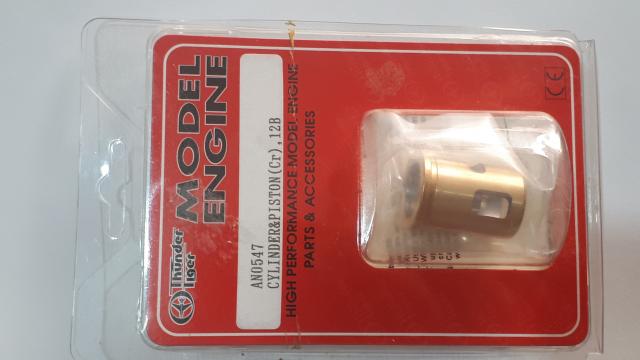 Thunder
Tiger
MODEL
ENGINE
AN0547
CYLINDER&PISTON(Cr),12B
HIGH PERFORMANCE MODEL ENGINE
PARTS & ACCESSORIES
CE